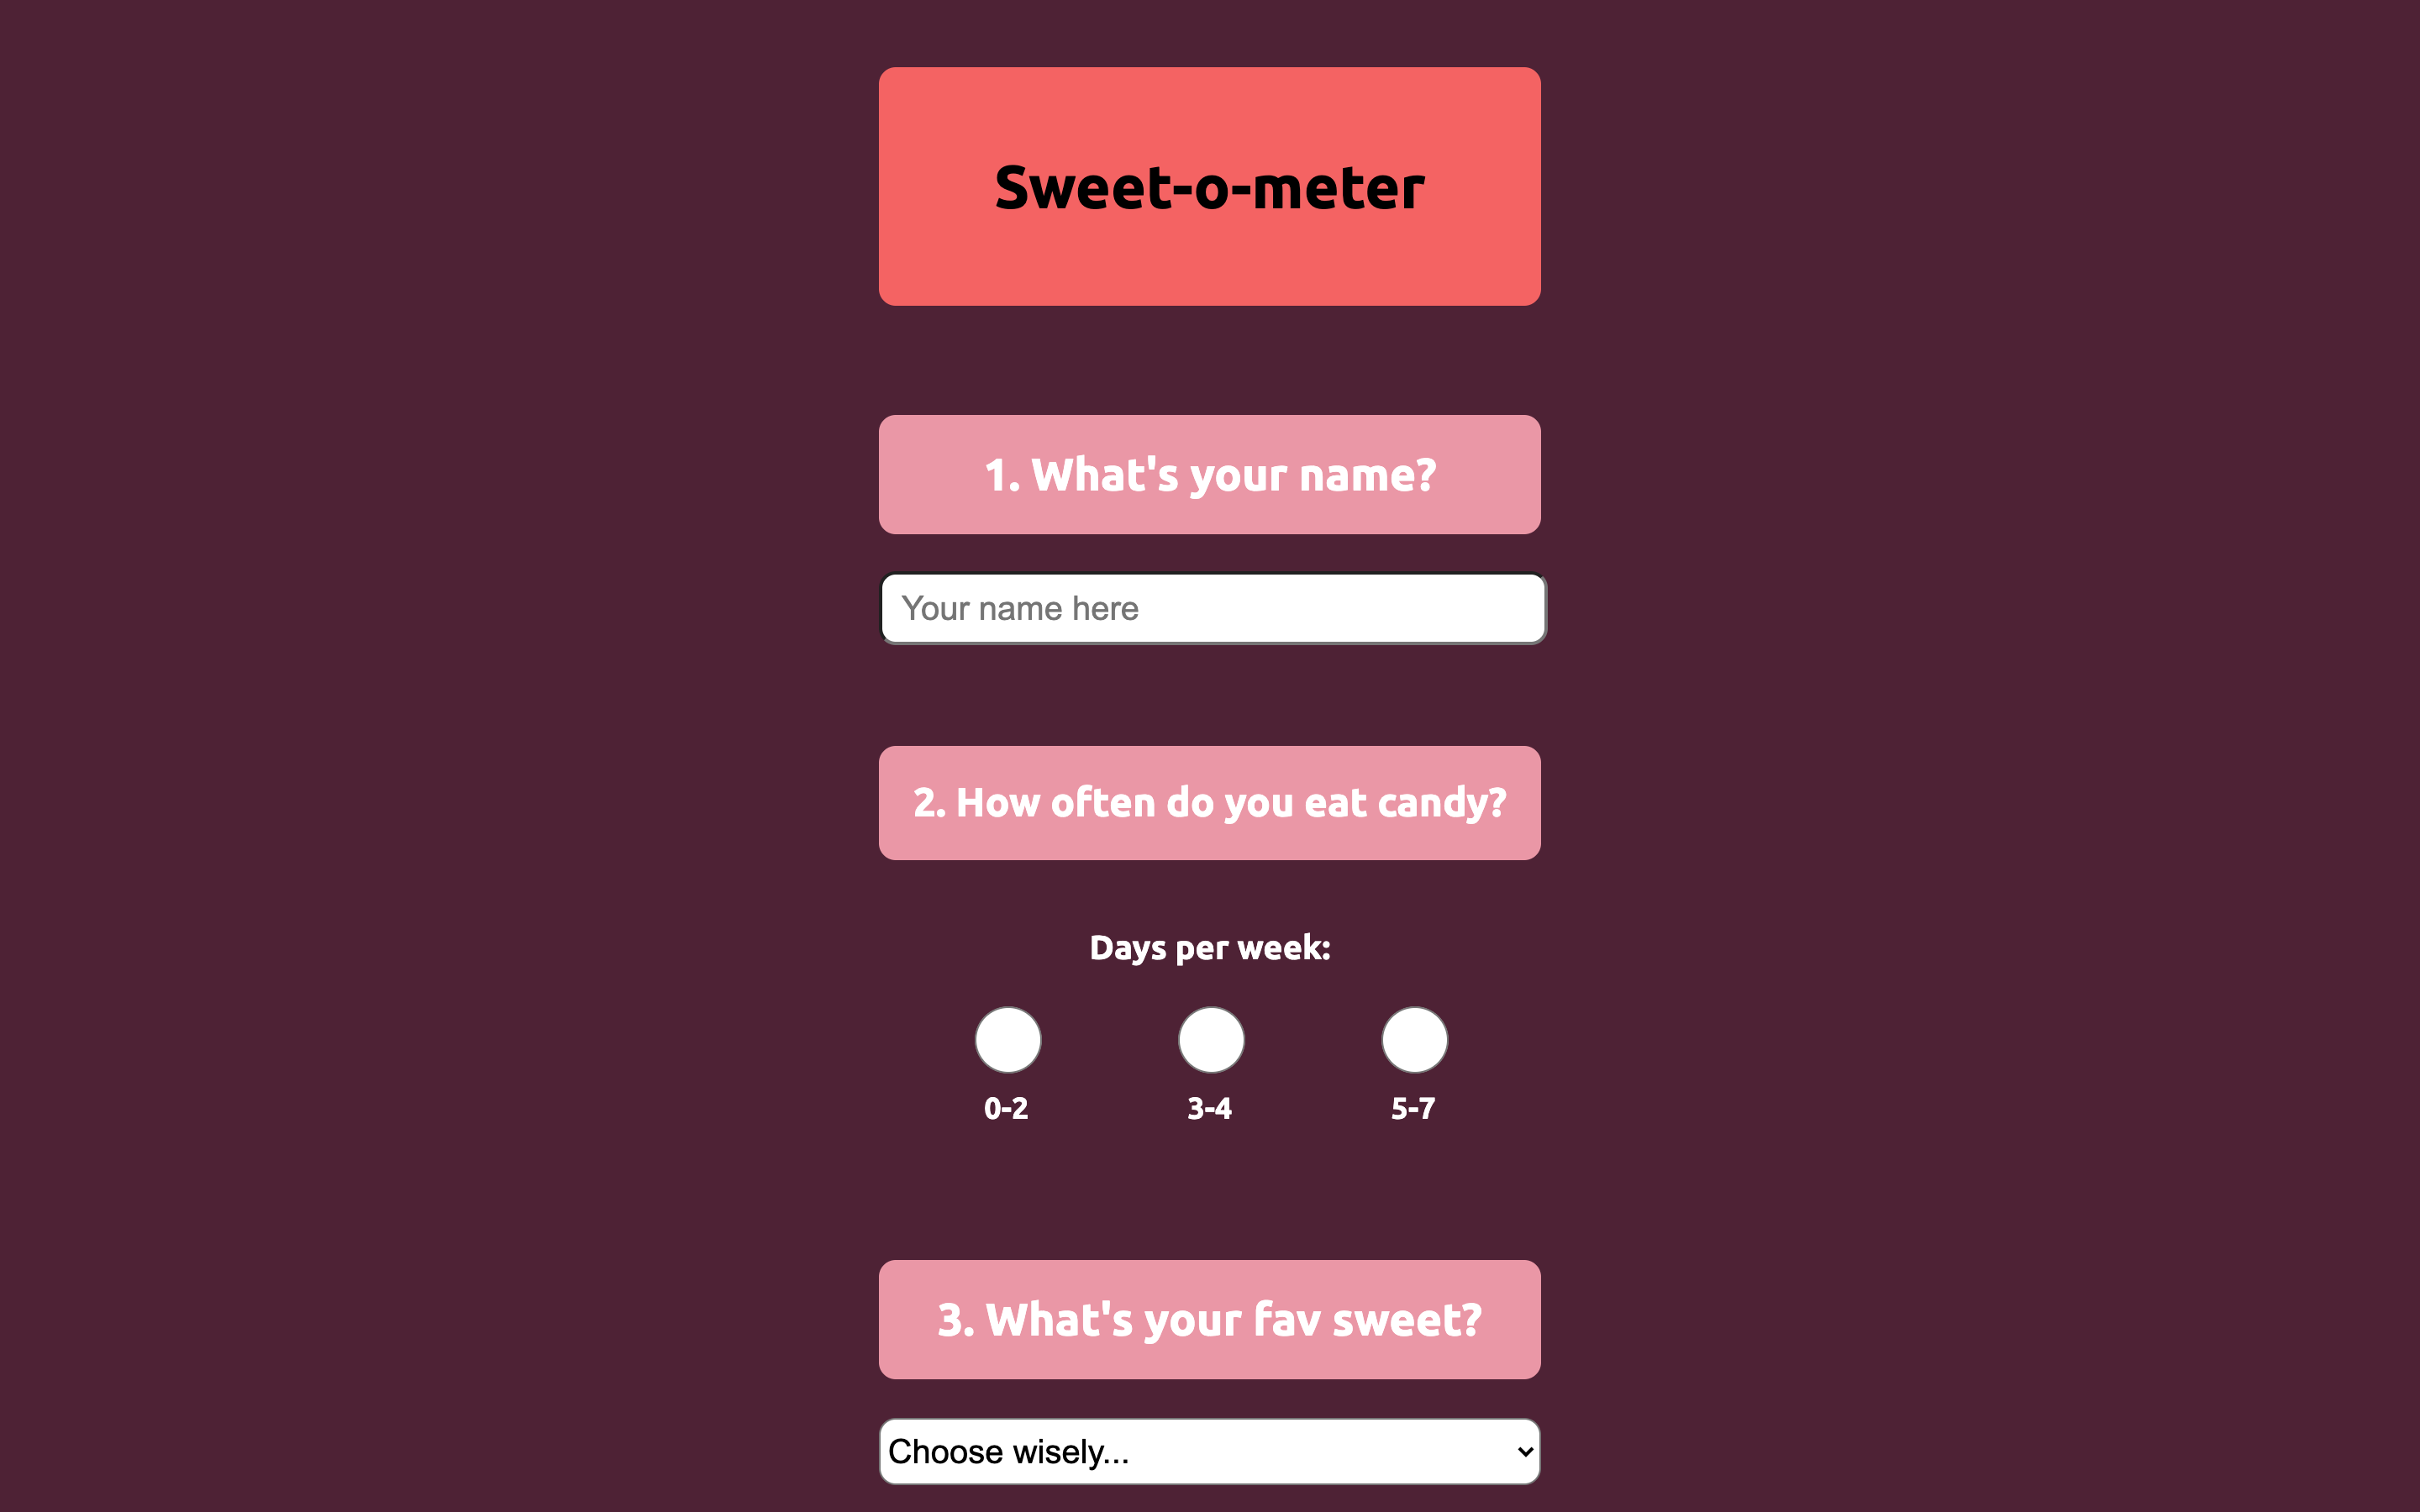 Sweet-o-meter
1. What's your name?
Your name here
2. How often do you eat candy?
Days per week:
0-2 3-4 5-7
3. What's your fav sweet?
Choose wisely...